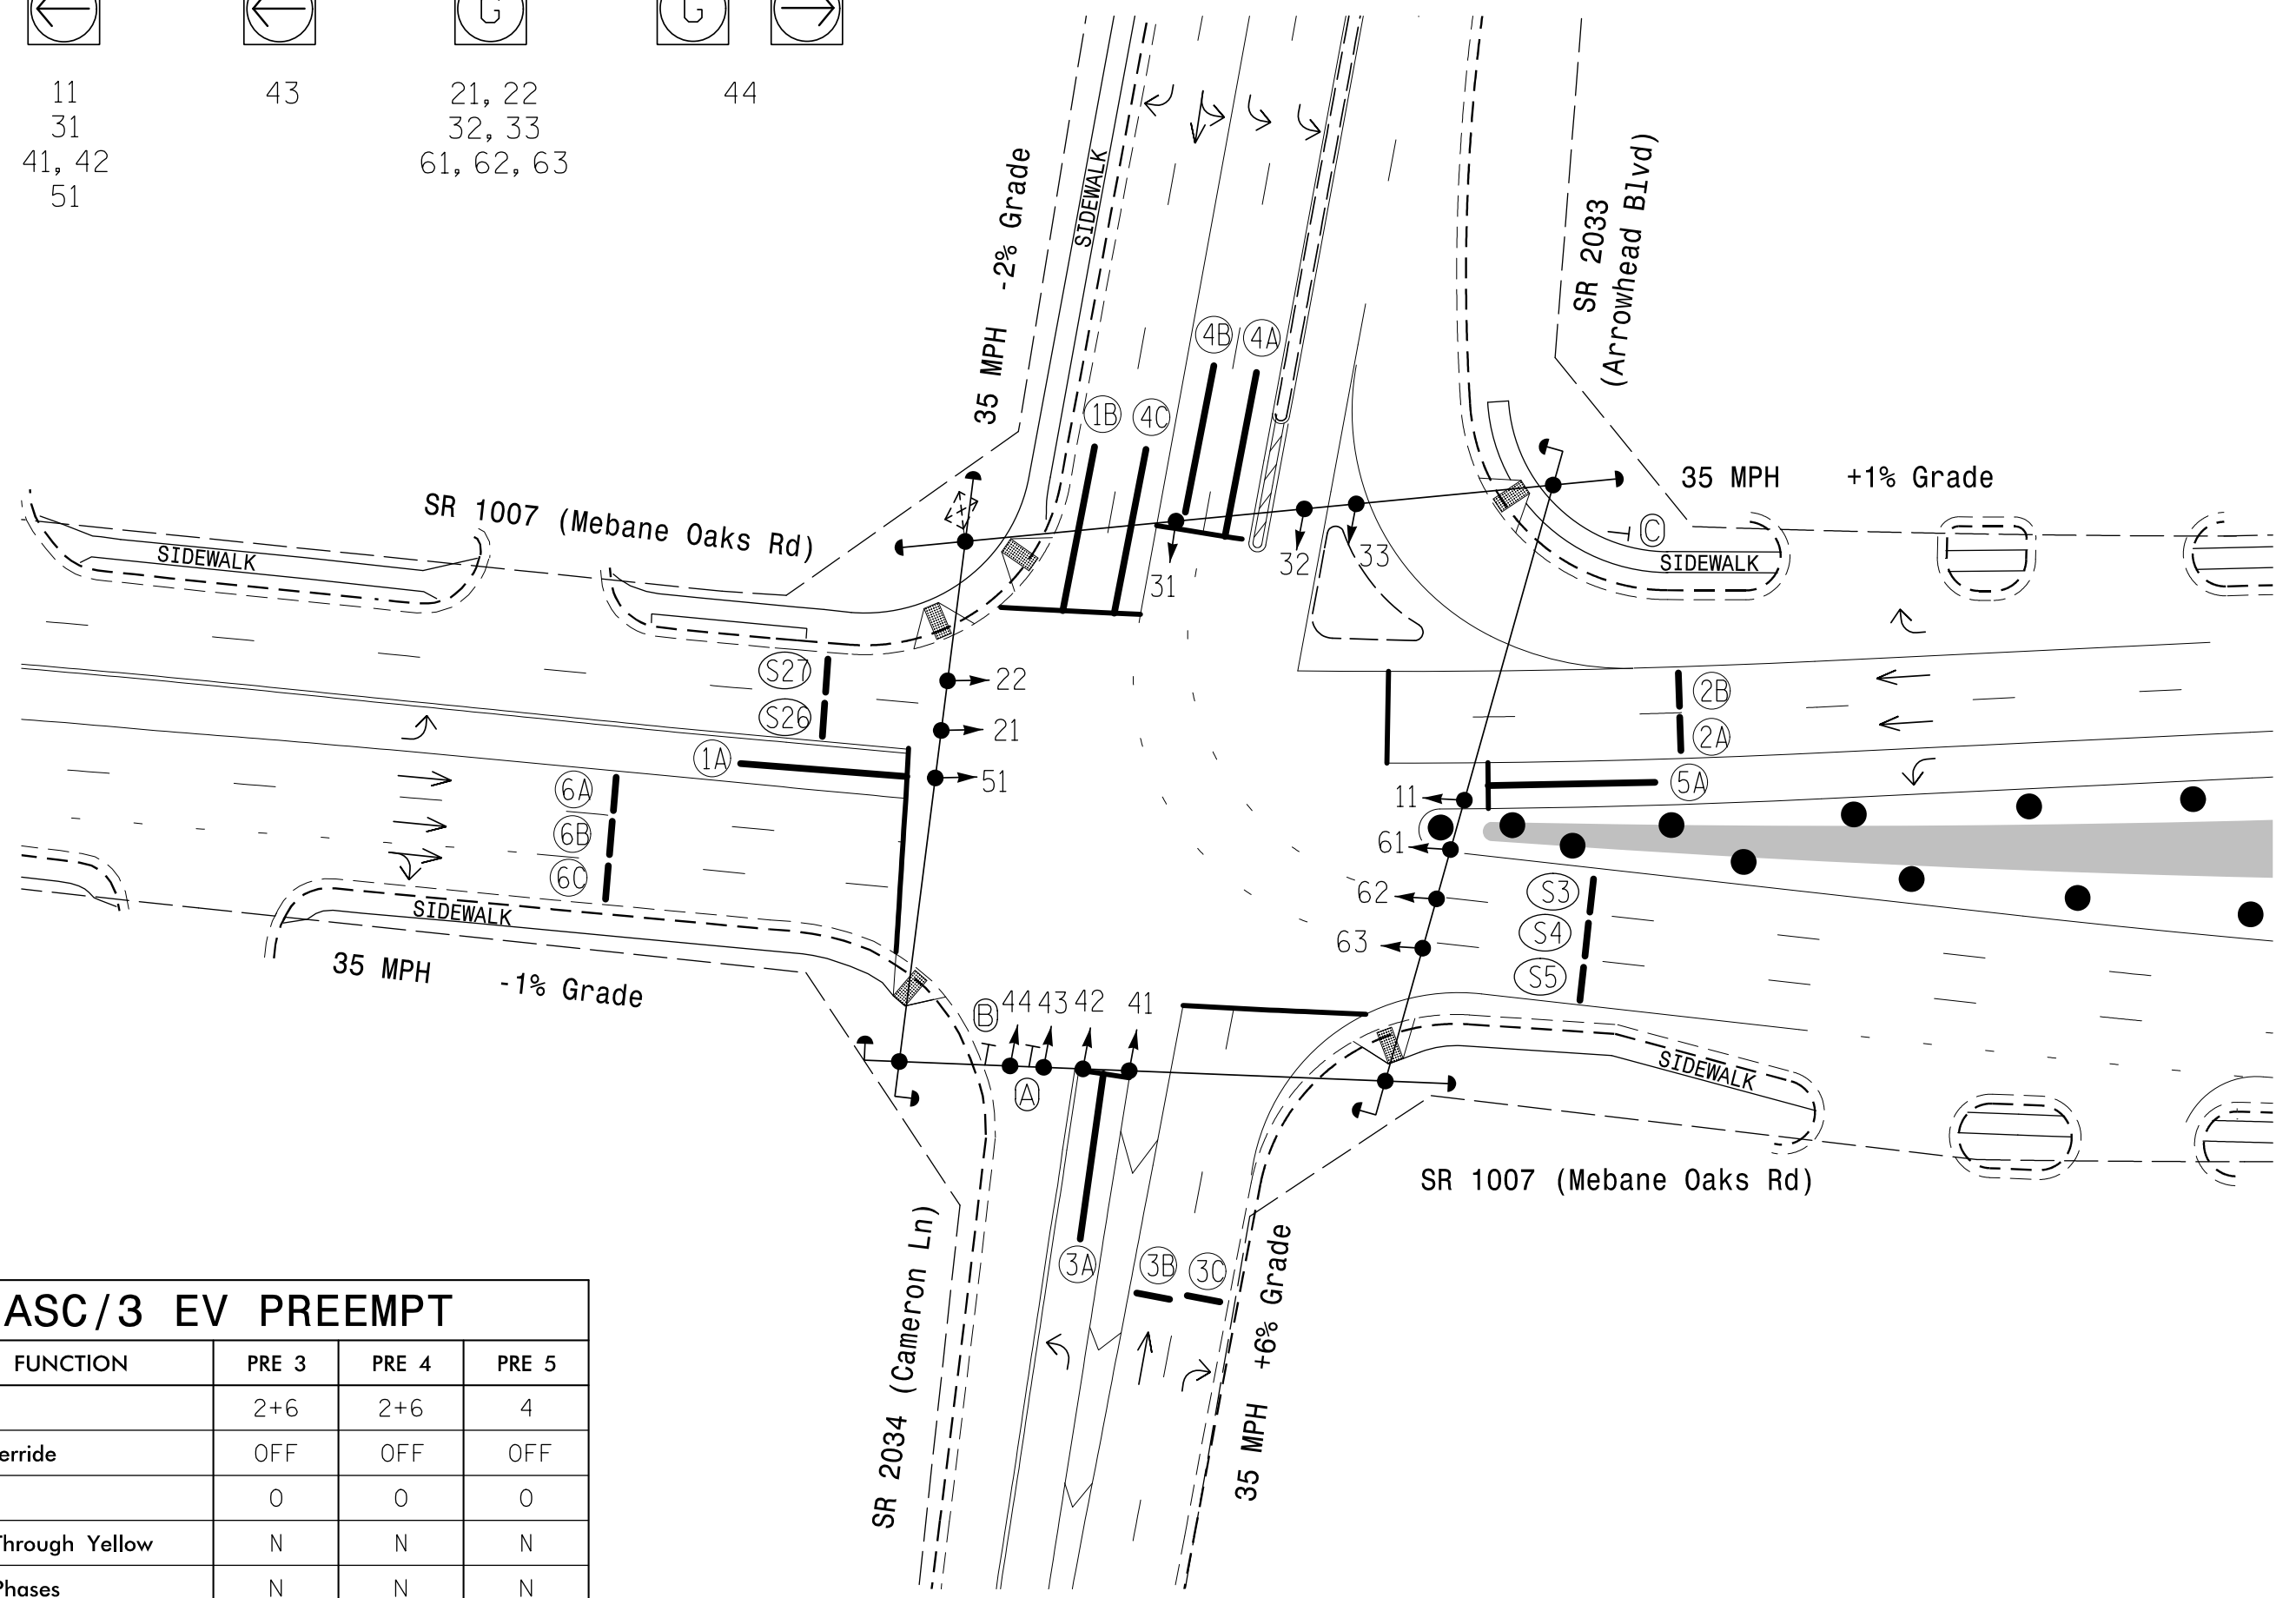 G
G
11
43
21, 22
44
31
32, 33
41, 42
61, 62, 63
51
35 MPH -2% Grade
SIDEWALK
SR 2033
(Arrowhead Blvd)
4B
4A
1B
4C
35 MPH +1% Grade
SR 1007 (Mebane Oaks Rd)
SIDEWALK
C
SIDEWALK
31
32
33
S27
22
2B
S26
21
2A
1A
51
5A
6A
11
6B
61
6C
62
S3
SIDEWALK
63
S4
S5
35 MPH -1% Grade
B
44
43
42
41
A
SIDEWALK
SR 1007 (Mebane Oaks Rd)
3A
3B
3C
SR 2034 (Cameron Ln)
35 MPH +6% Grade
ASC/3 EV PREEMPT
FUNCTION PRE 3 PRE 4 PRE 5
2+6 2+6 4
erride OFF OFF OFF
0 0 0
Through Yellow N N N
Phases N N N